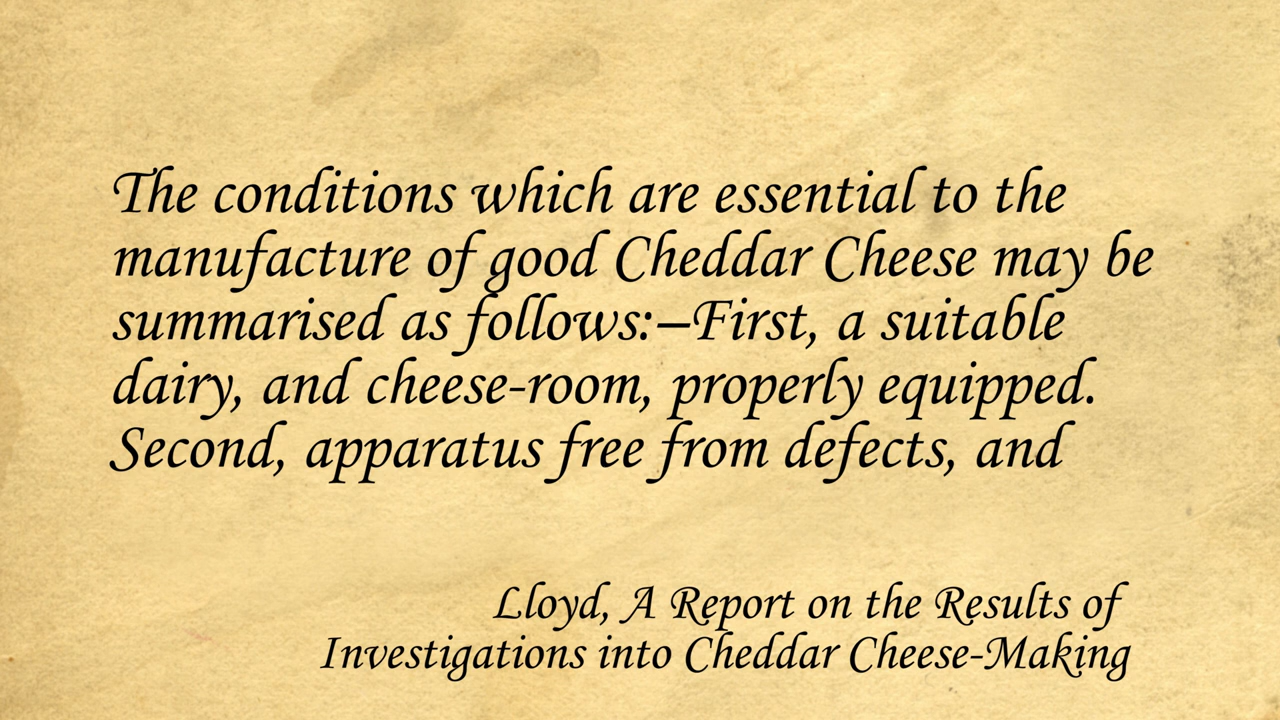 The conditions which are essential to the
manufacture of good Cheddar Cheese may be
summarised as follows:—First, a suitable
dairy, and cheese-room, properly equipped.
Second, apparatus free from defects, and
Lloyd, A Report on the Results of
Investigations into Cheddar Cheese-Making